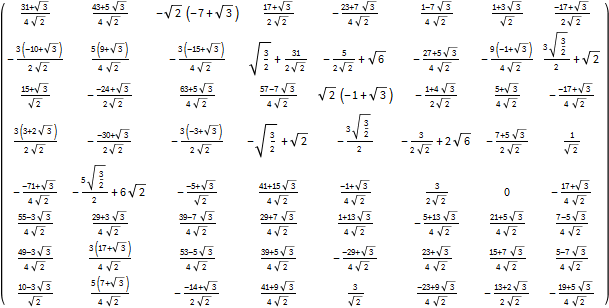 (31+√3)/(4√2) (43+5√3)/(4√2) -√2 (-7+√3) (17+√3)/(2√2) -(23+7√3)/(4√2) (1-7√3)/(4√2) (1+3√3)/(√2) -(-17+√3)/(2√2)
-3(-10+√3)/(2√2) 5(9+√3)/(4√2) -3(-15+√3)/(4√2) √(3/2)+31/(2√2) -5/(2√2)+√6 -(27+5√3)/(4√2) -9(-1+√3)/(4√2) 3√(3/2)/2+√2
(15+√3)/(√2) -(-24+√3)/(2√2) (63+5√3)/(4√2) (57-7√3)/(4√2) √2 (-1+√3) -(1+4√3)/(2√2) (5+√3)/(4√2) -(-17+√3)/(4√2)
3(3+2√3)/(2√2) -(-30+√3)/(2√2) -3(-3+√3)/(2√2) -√(3/2)+√2 -3√(3/2)/2 -3/(2√2)+2√6 -(7+5√3)/(2√2) 1/(√2)
-(-71+√3)/(4√2) -5√(3/2)/2+6√2 -(-5+√3)/(√2) (41+15√3)/(4√2) -(-1+√3)/(4√2) 3/(2√2) 0 -(17+√3)/(4√2)
(55-3√3)/(4√2) (29+3√3)/(4√2) (39-7√3)/(4√2) (29+7√3)/(4√2) (1+13√3)/(4√2) -(5+13√3)/(4√2) (21+5√3)/(4√2) (7-5√3)/(4√2)
(49-3√3)/(4√2) 3(17+√3)/(4√2) (53-5√3)/(4√2) (39+5√3)/(4√2) -(-29+√3)/(4√2) (23+√3)/(4√2) (15+7√3)/(4√2) (5-7√3)/(4√2)
(10-3√3)/(√2) 5(7+√3)/(4√2) -(-14+√3)/(2√2) (41+9√3)/(4√2) 3/(√2) -(23+9√3)/(4√2) -(13+2√3)/(2√2) -(19+5√3)/(4√2)